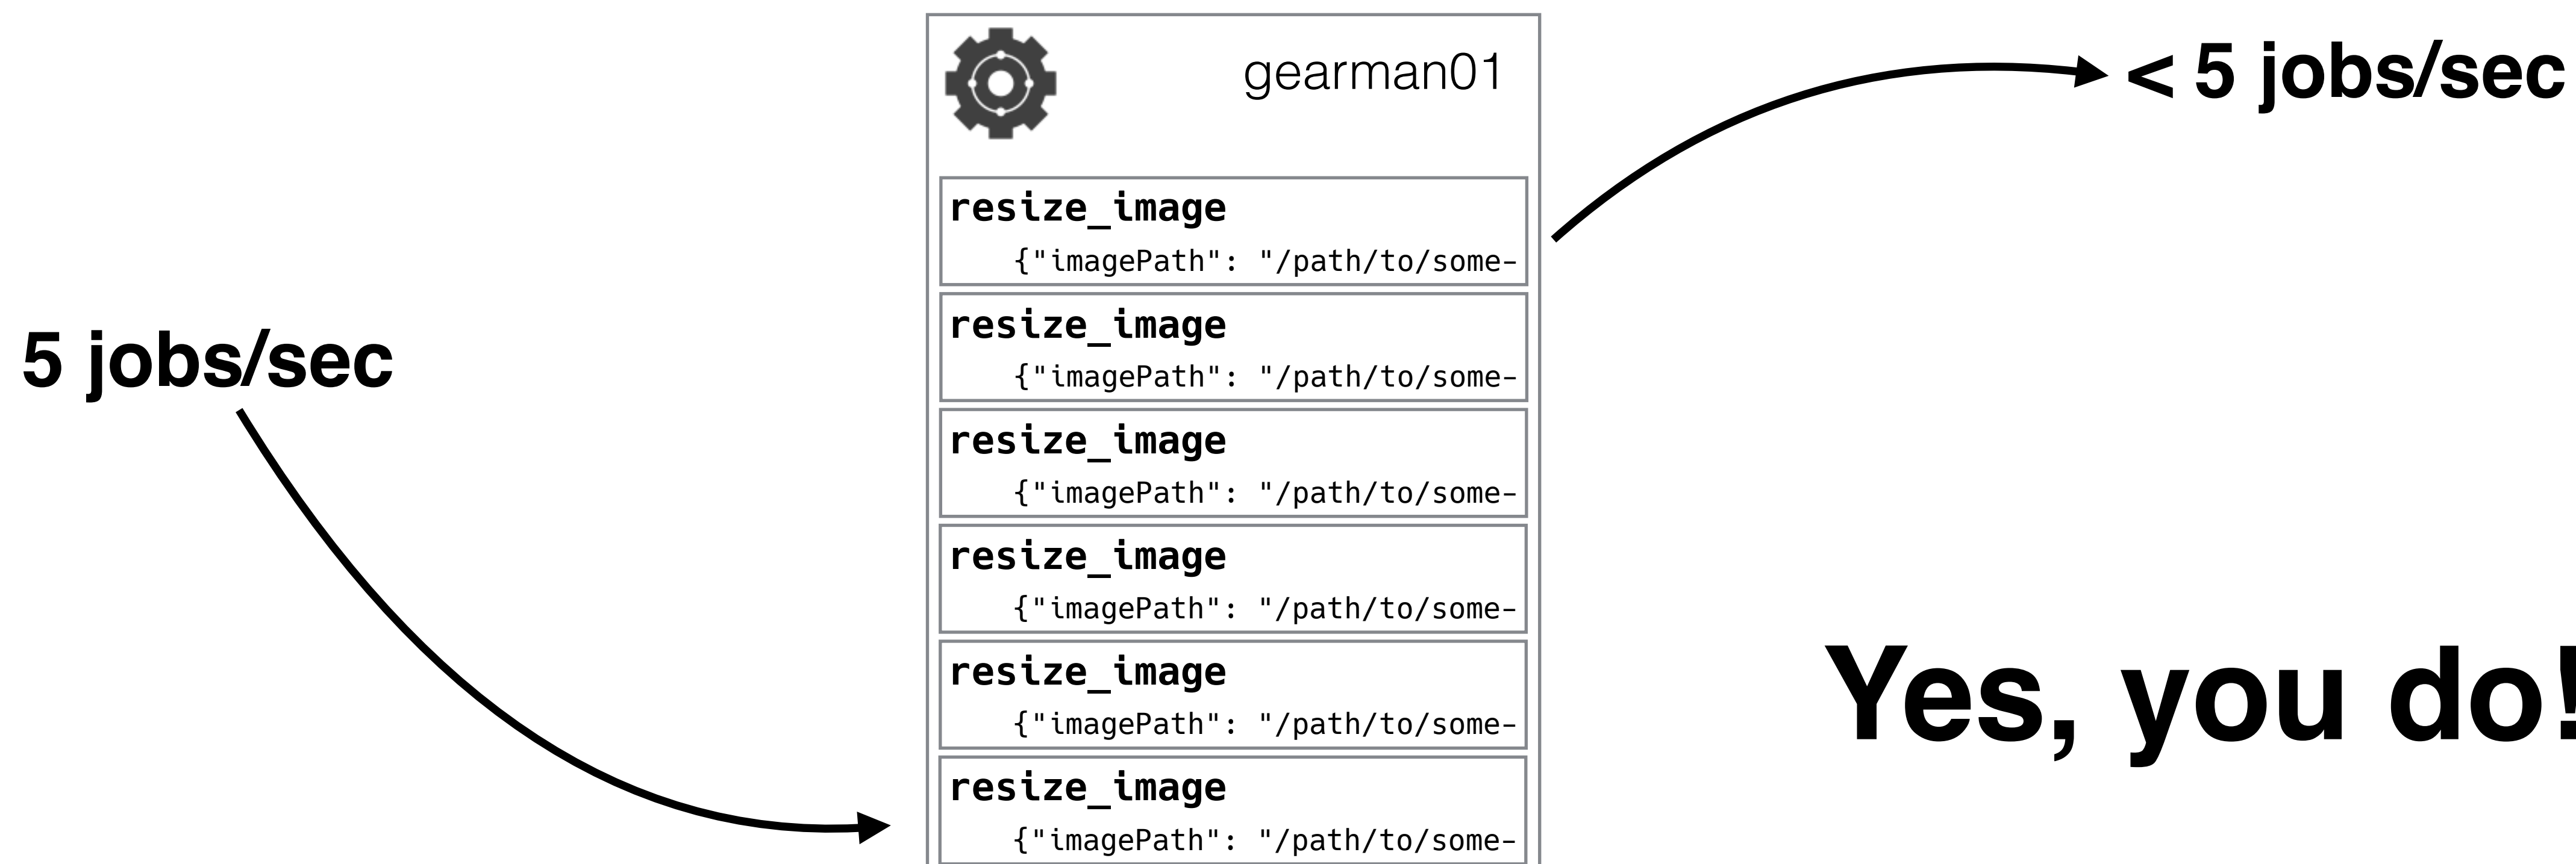 gearman01
< 5 jobs/sec
resize_image
{"imagePath": "/path/to/some-
resize_image
{"imagePath": "/path/to/some-
5 jobs/sec
resize_image
{"imagePath": "/path/to/some-
resize_image
{"imagePath": "/path/to/some-
resize_image
{"imagePath": "/path/to/some-
Yes, you do!
resize_image
{"imagePath": "/path/to/some-